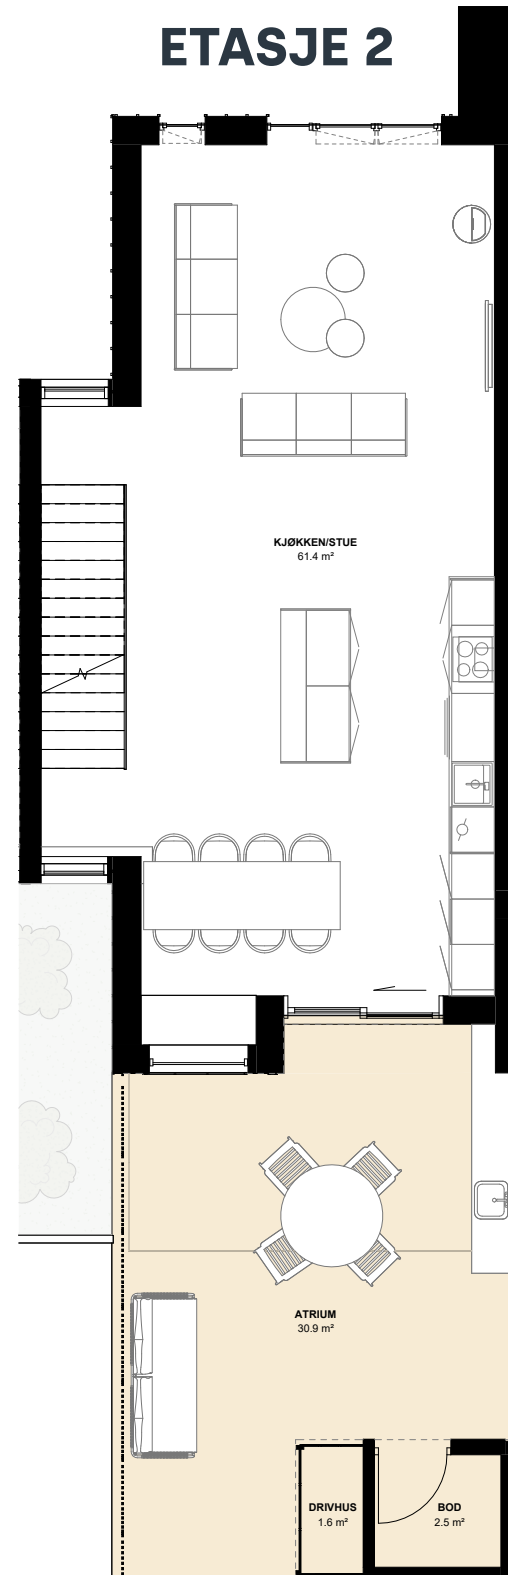 ETASJE 2
KJØKKEN/STUE
61.4 m²
ATRIUM
30.9 m²
DRIVHUS
1.6 m²
BOD
2.5 m²